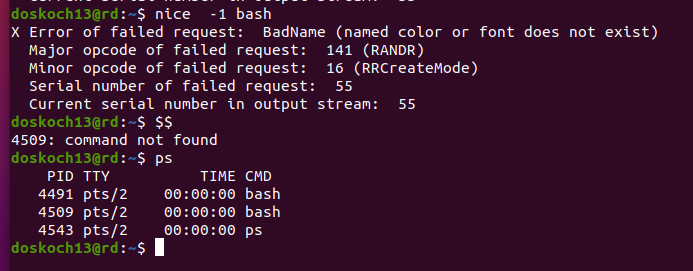 doskoch13@rd:~$ nice  -1 bash
X Error of failed request:  BadName (named color or font does not exist)
  Major opcode of failed request:  141 (RANDR)
  Minor opcode of failed request:  16 (RRCreateMode)
  Serial number of failed request:  55
  Current serial number in output stream:  55
doskoch13@rd:~$ $$
4509: command not found
doskoch13@rd:~$ ps
    PID TTY          TIME CMD
   4491 pts/2    00:00:00 bash
   4509 pts/2    00:00:00 bash
   4543 pts/2    00:00:00 ps
doskoch13@rd:~$